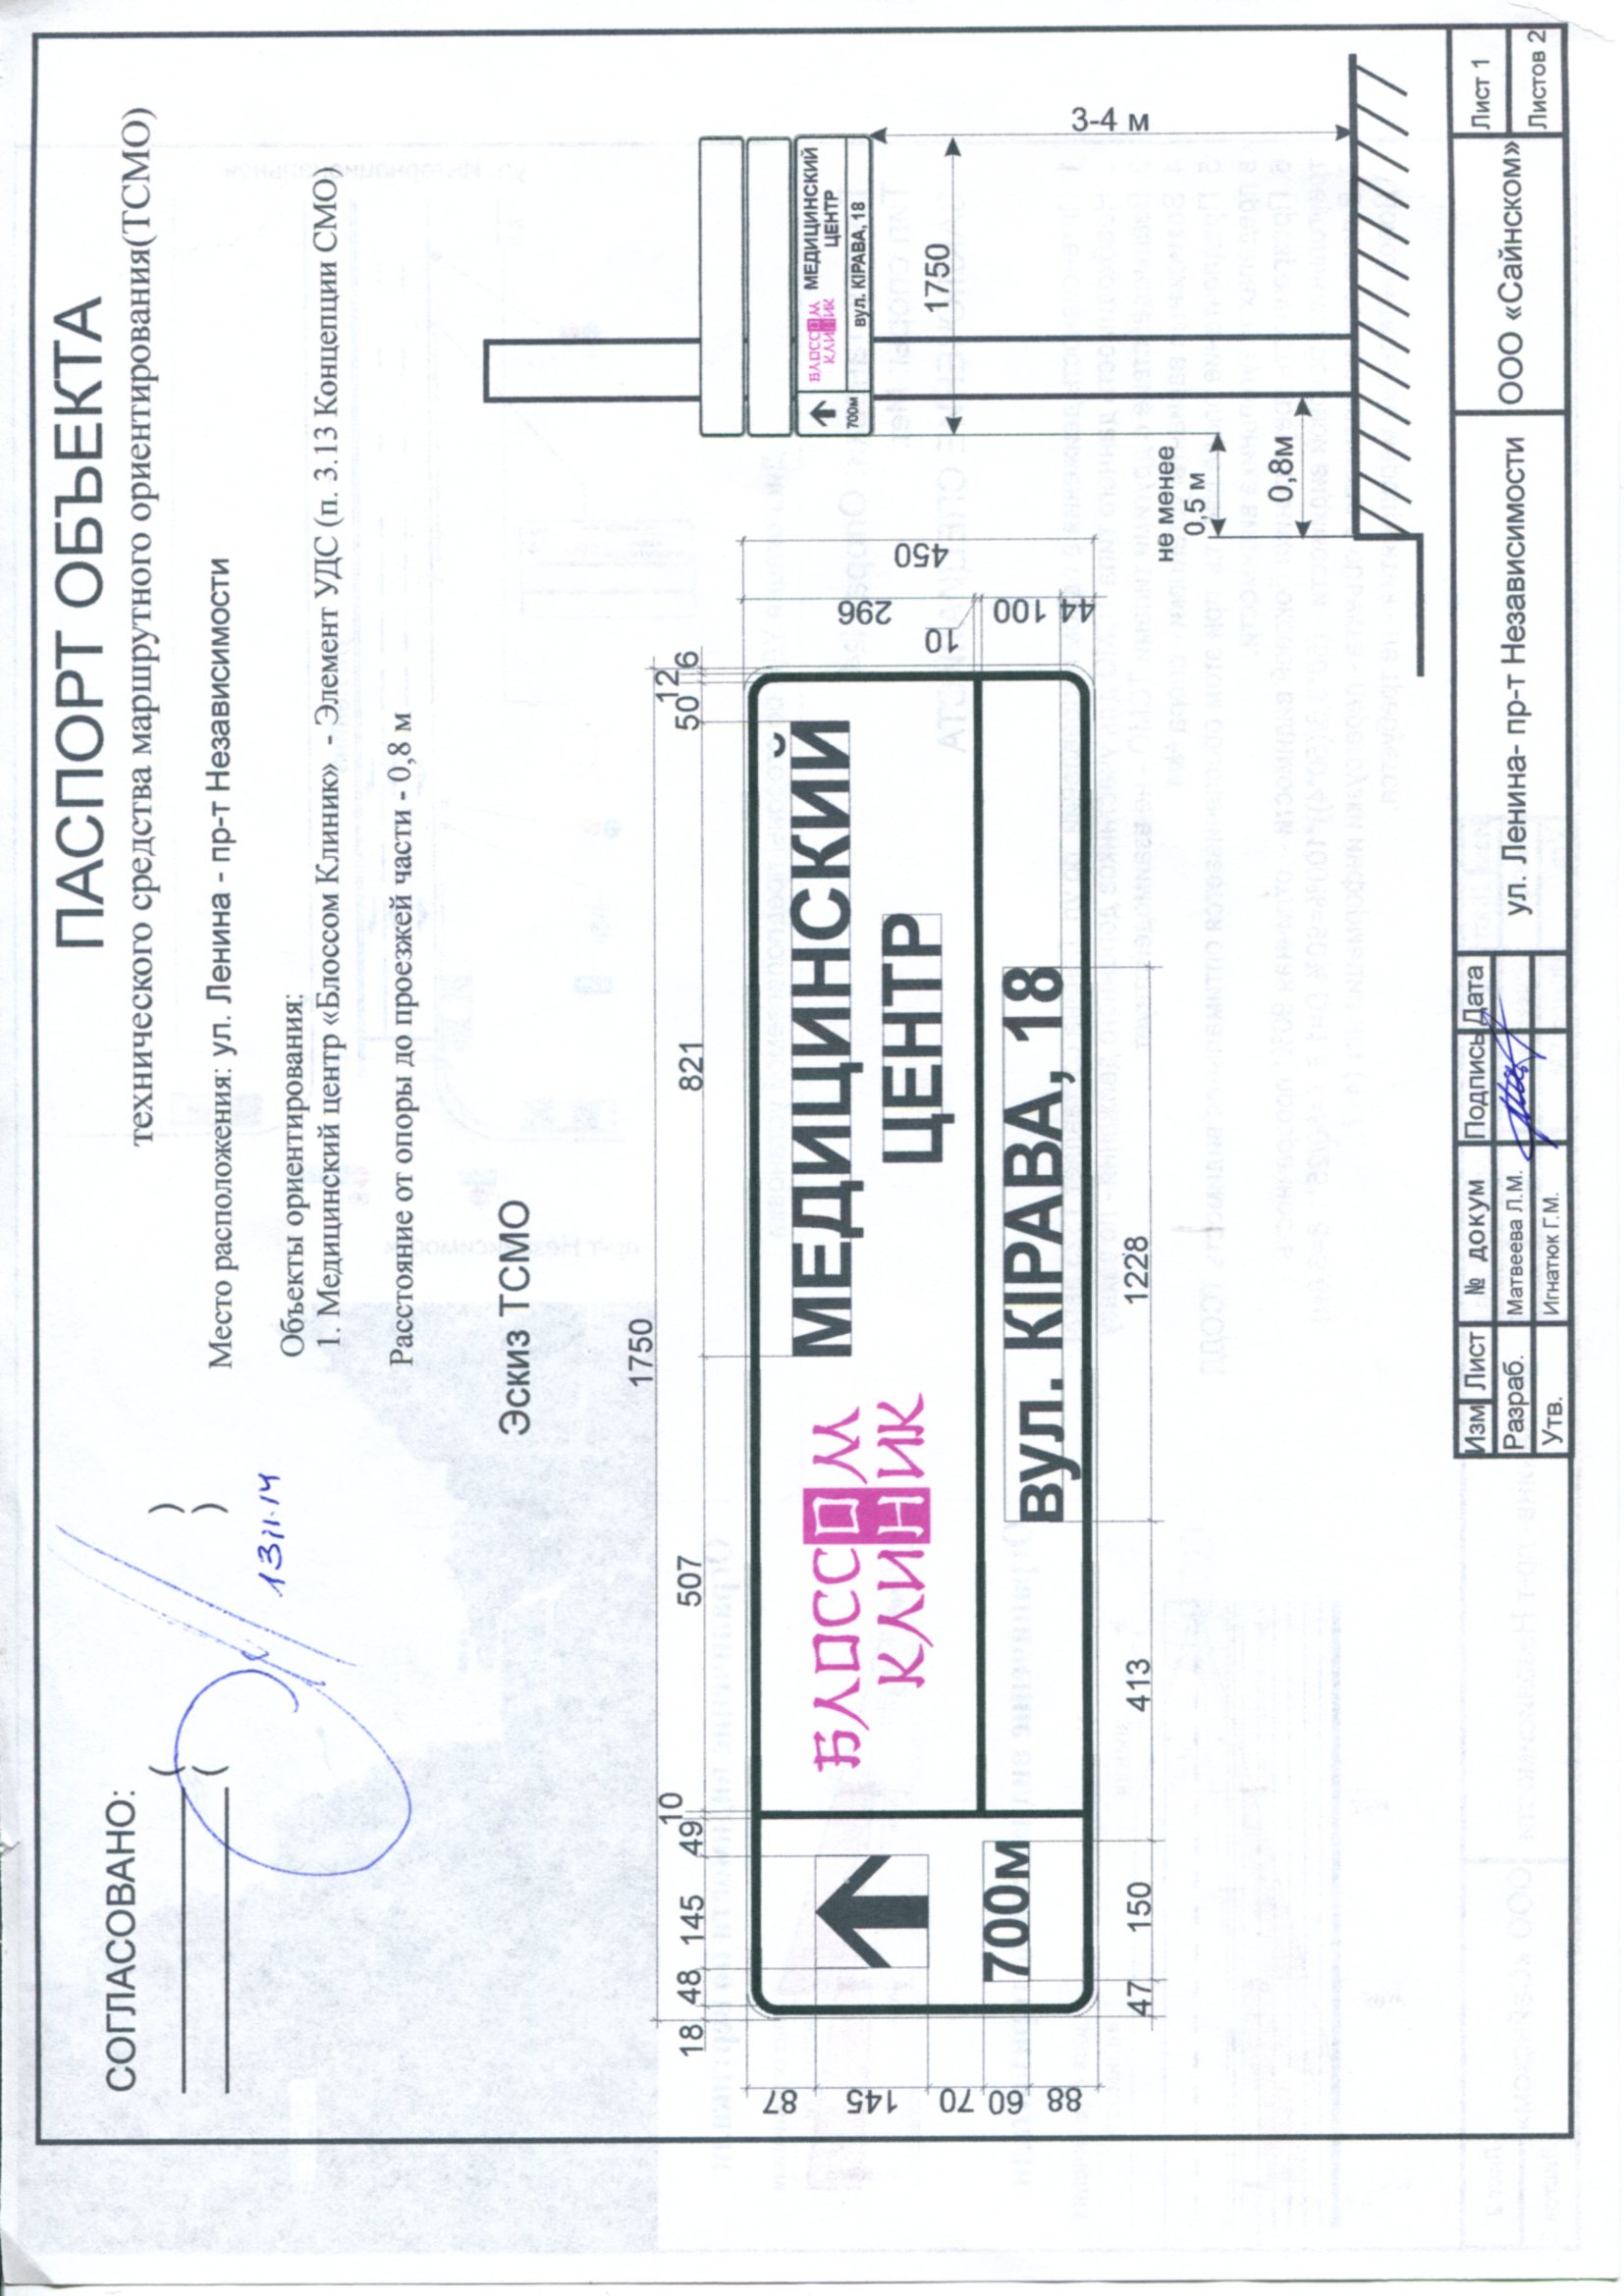 ПАСПОРТ ОБЪЕКТА
технического средства маршрутного ориентирования(ТСМО)
СОГЛАСОВАНО:
( )
( )
13.11.14
Место расположения: ул. Ленина - пр-т Независимости
Объекты ориентирования:
1. Медицинский центр «Блоссом Клиник» - Элемент УДС (п. 3.13 Концепции СМО)
Расстояние от опоры до проезжей части - 0,8 м
Эскиз ТСМО
1750
18 48 145 49 10 507 821 50 12 6
87 145 70 60 88
700м
БЛОССОМ
КЛИНИК
МЕДИЦИНСКИЙ
ЦЕНТР
вул. КІРАВА, 18
296 10 100 44
450
47 150 413 1228
700м
БЛОССОМ
КЛИНИК
МЕДИЦИНСКИЙ
ЦЕНТР
вул. КІРАВА, 18
1750
3-4 м
не менее
0,5 м
0,8м
Изм Лист № докум Подпись Дата
Разраб. Матвеева Л.М.
Утв. Игнатюк Г.М.
ул. Ленина- пр-т Независимости
ООО «Сайнском»
Лист 1
Листов 2